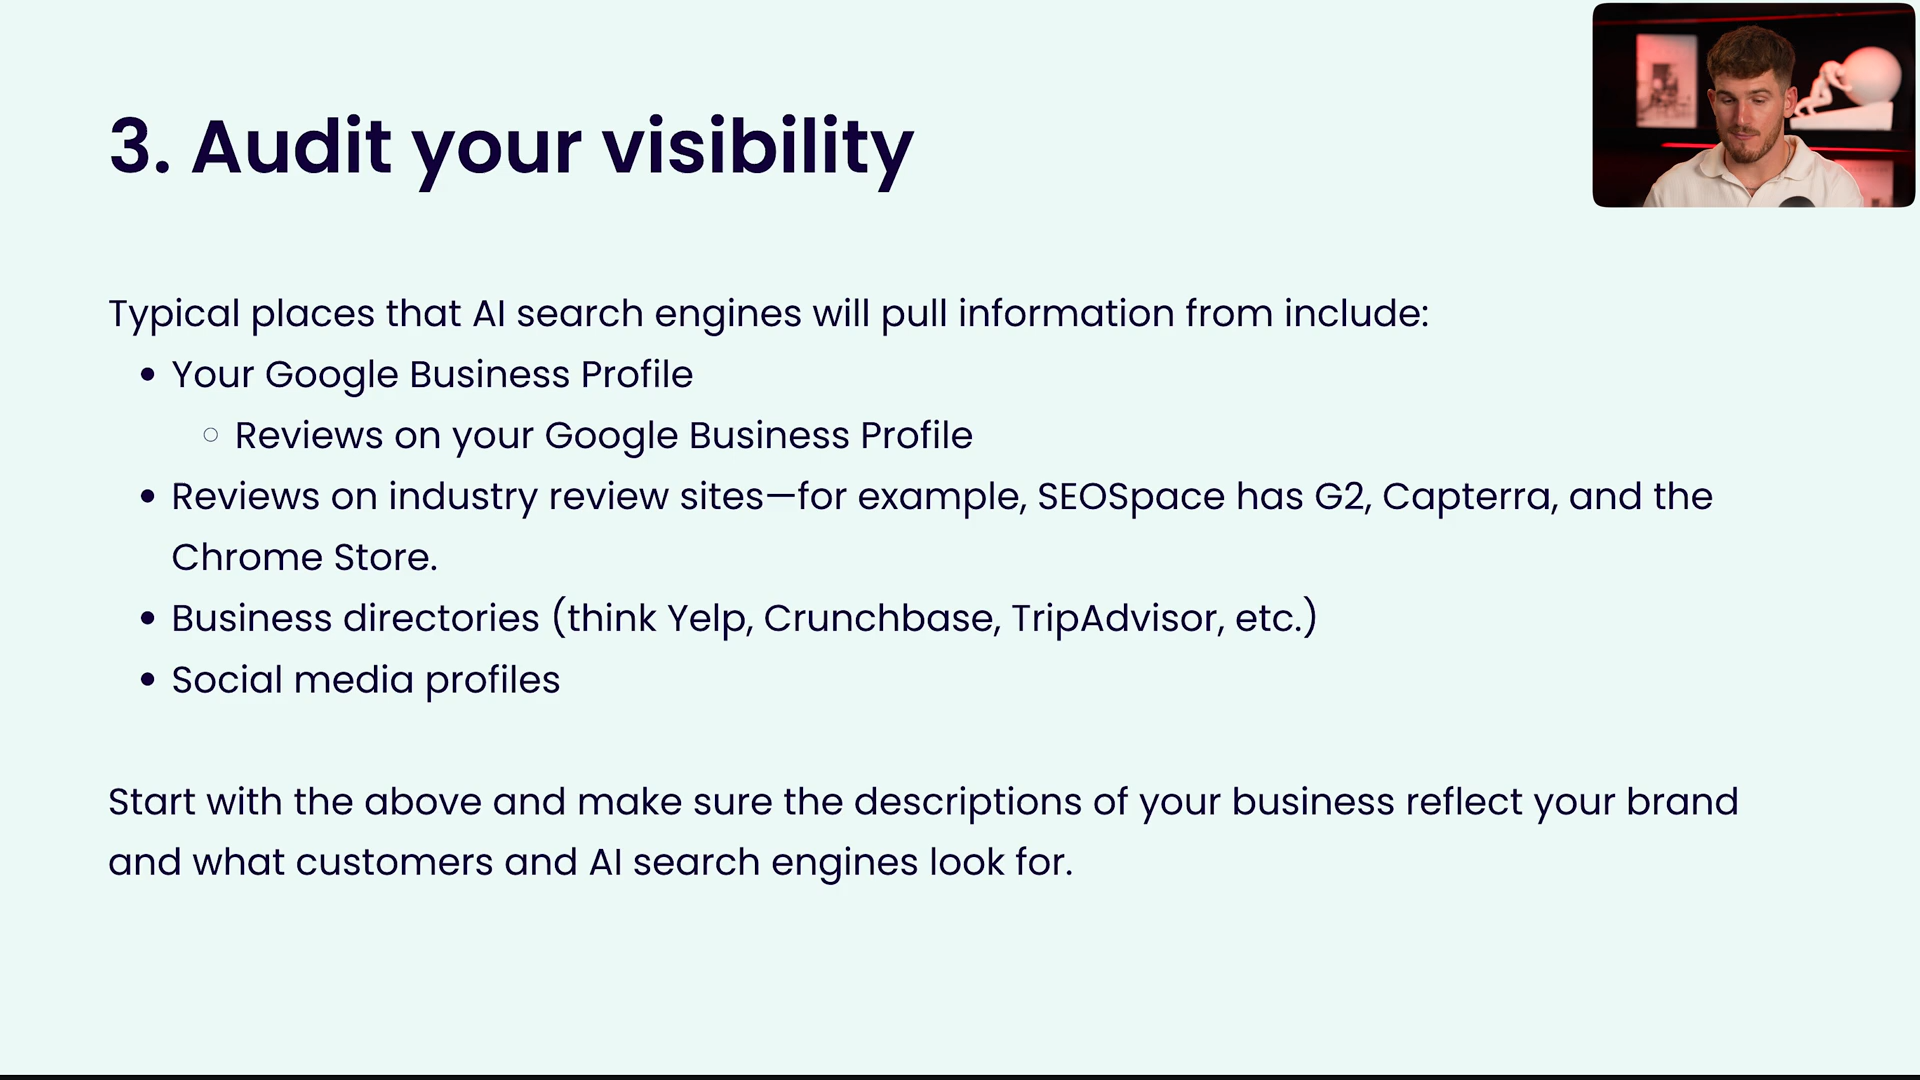 3. Audit your visibility
Typical places that AI search engines will pull information from include:
Your Google Business Profile
Reviews on your Google Business Profile
Reviews on industry review sites—for example, SEOSpace has G2, Capterra, and the
Chrome Store.
Business directories (think Yelp, Crunchbase, TripAdvisor, etc.)
Social media profiles
Start with the above and make sure the descriptions of your business reflect your brand
and what customers and AI search engines look for.